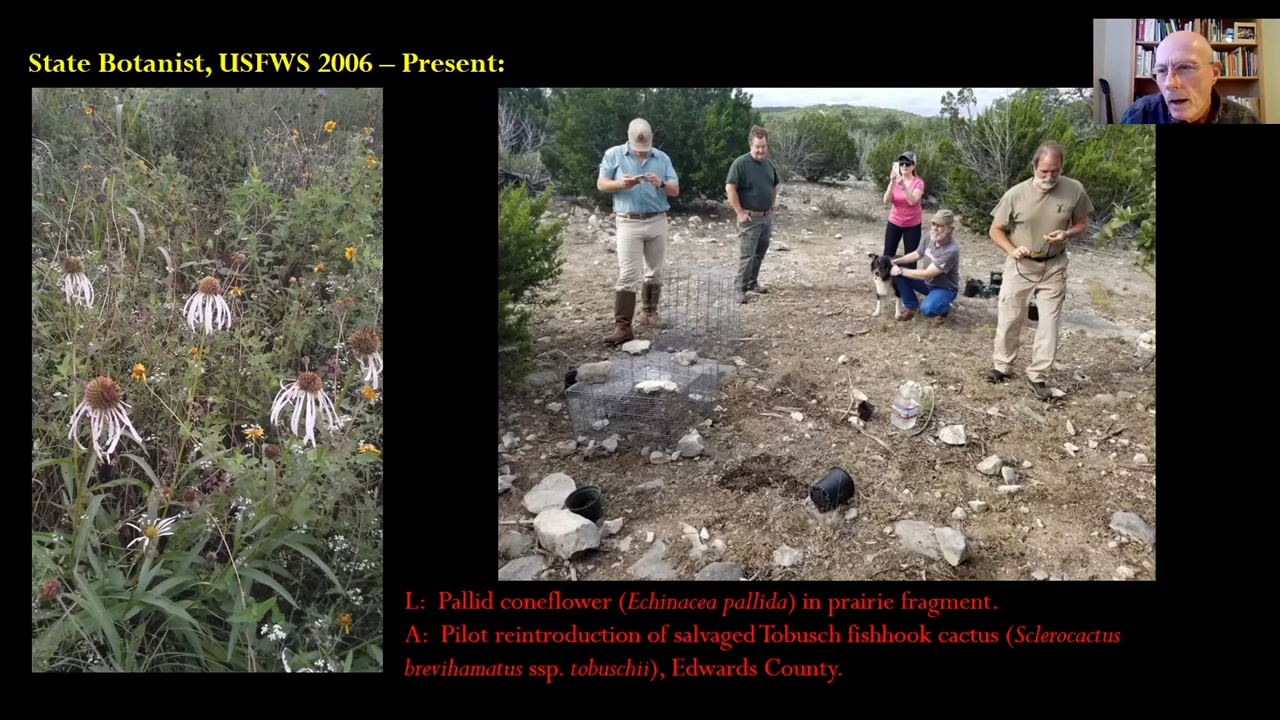 State Botanist, USFWS 2006 – Present:
L:  Pallid coneflower (Echinacea pallida) in prairie fragment.
A:  Pilot reintroduction of salvaged Tobusch fishhook cactus (Sclerocactus
brevihamatus ssp. tobuschii), Edwards County.